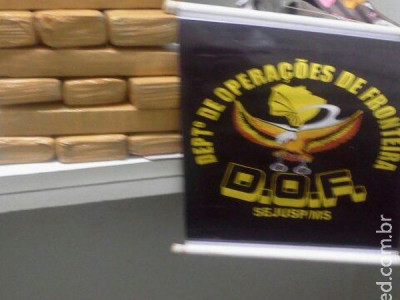 DEPTº DE OPERAÇÕES DE FRONTEIRA
D.O.F.
SEJUSP/MS
ed.com.br